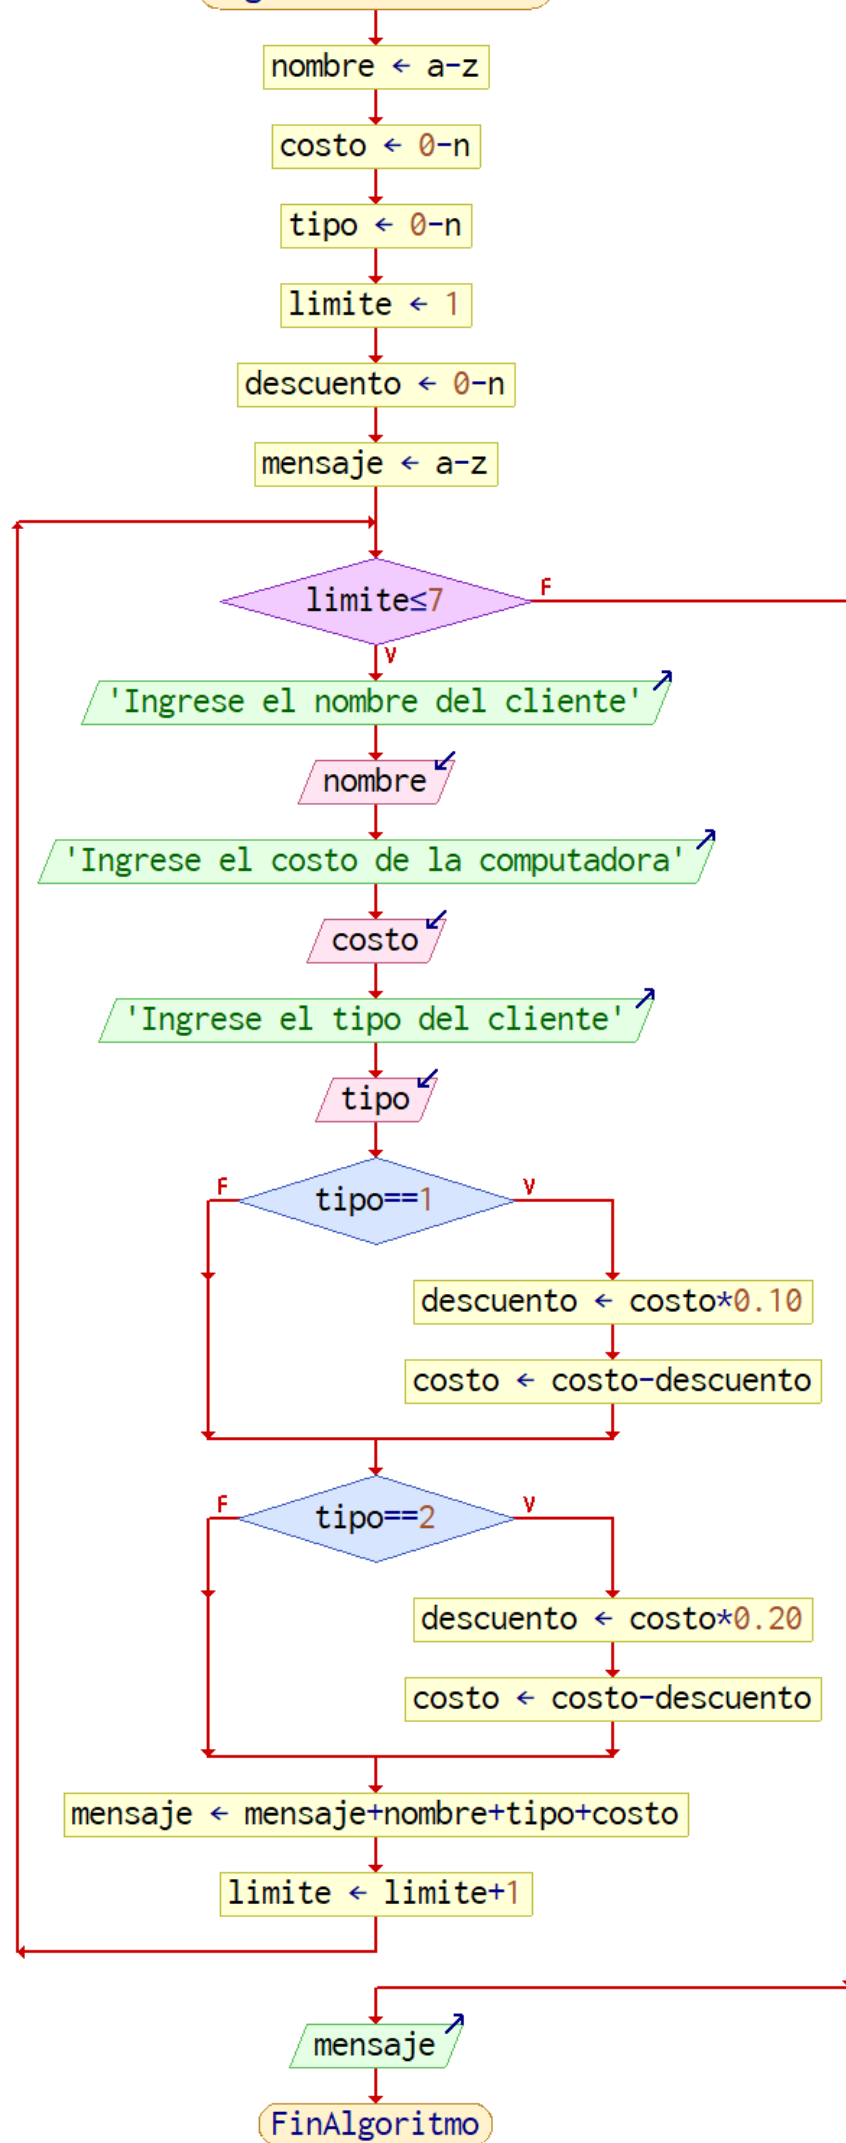 nombre ← a-z
costo ← 0-n
tipo ← 0-n
limite ← 1
descuento ← 0-n
mensaje ← a-z
limite≤7
F
V
'Ingrese el nombre del cliente'
nombre
'Ingrese el costo de la computadora'
costo
'Ingrese el tipo del cliente'
tipo
F
tipo==1
V
descuento ← costo*0.10
costo ← costo-descuento
F
tipo==2
V
descuento ← costo*0.20
costo ← costo-descuento
mensaje ← mensaje+nombre+tipo+costo
limite ← limite+1
mensaje
FinAlgoritmo